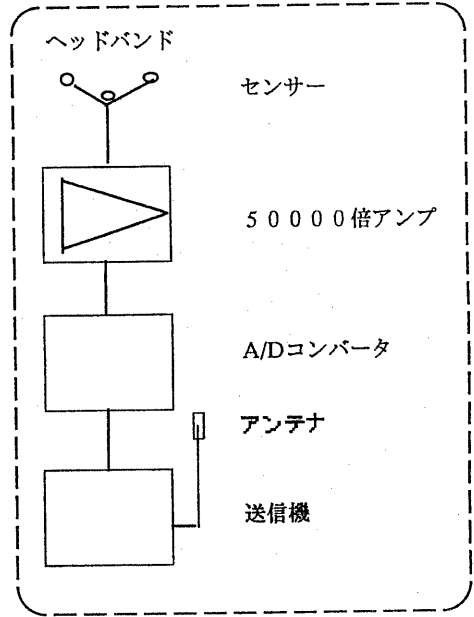 ヘッドバンド
センサー
５００００倍アンプ
A/Dコンバータ
アンテナ
送信機